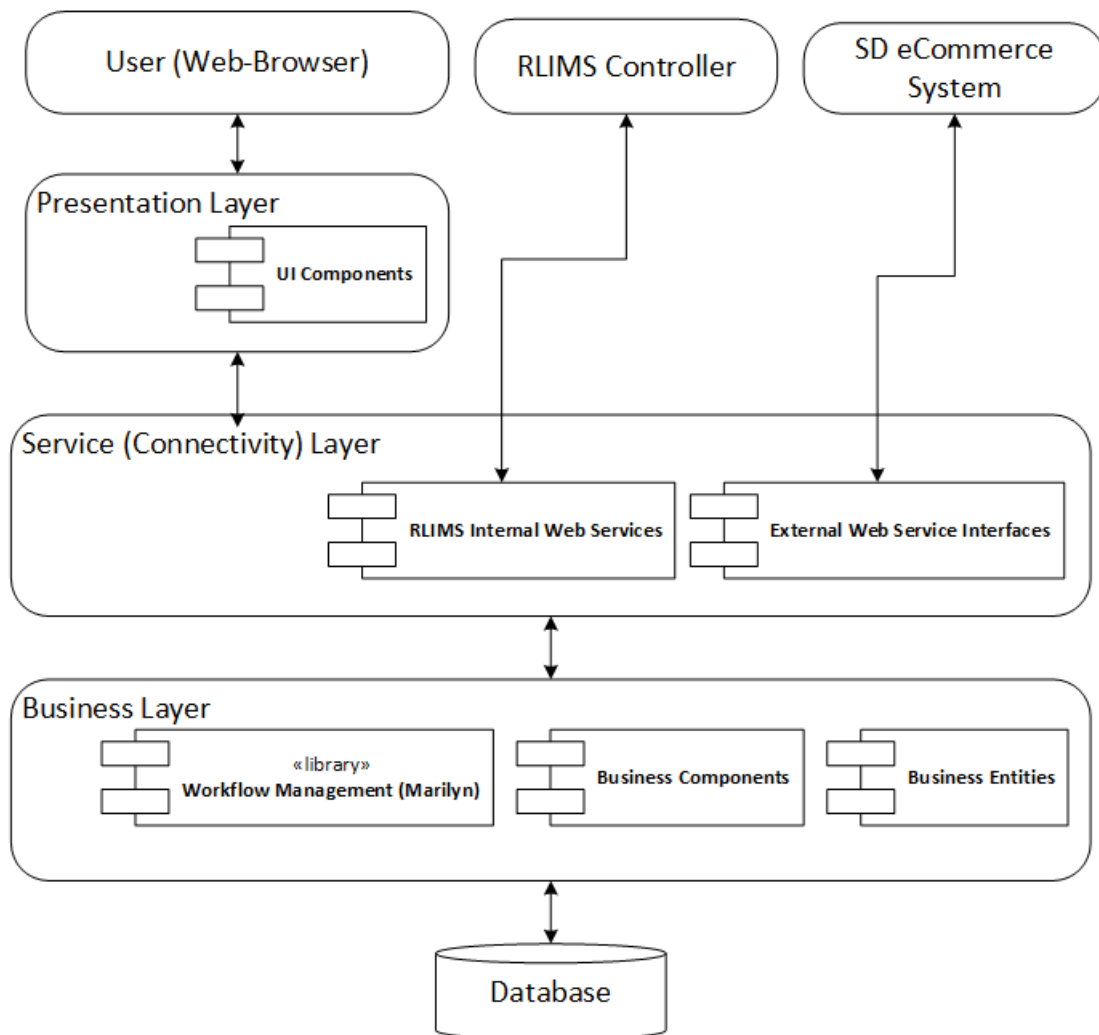 User (Web-Browser)
RLIMS Controller
SD eCommerce
System
Presentation Layer
UI Components
Service (Connectivity) Layer
RLIMS Internal Web Services
External Web Service Interfaces
Business Layer
«library»
Workflow Management (Marilyn)
Business Components
Business Entities
Database